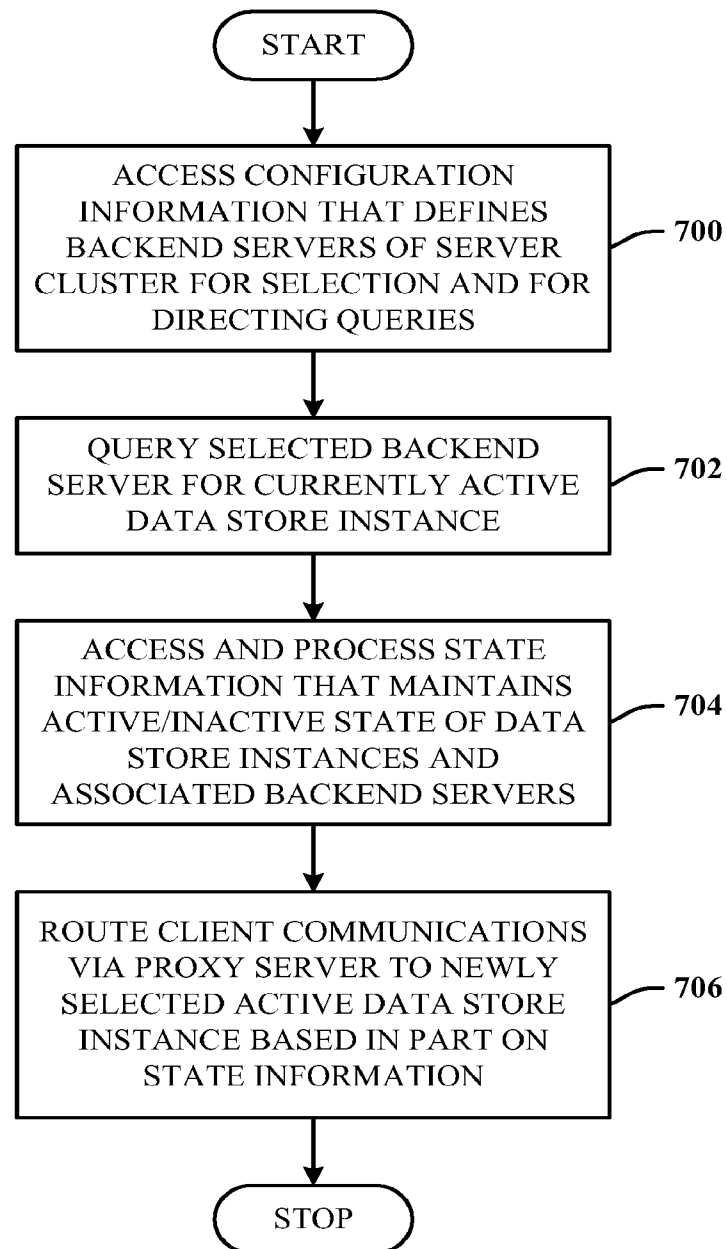 START
ACCESS CONFIGURATION
INFORMATION THAT DEFINES
BACKEND SERVERS OF SERVER
CLUSTER FOR SELECTION AND FOR
DIRECTING QUERIES
700
QUERY SELECTED BACKEND
SERVER FOR CURRENTLY ACTIVE
DATA STORE INSTANCE
702
ACCESS AND PROCESS STATE
INFORMATION THAT MAINTAINS
ACTIVE/INACTIVE STATE OF DATA
STORE INSTANCES AND
ASSOCIATED BACKEND SERVERS
704
ROUTE CLIENT COMMUNICATIONS
VIA PROXY SERVER TO NEWLY
SELECTED ACTIVE DATA STORE
INSTANCE BASED IN PART ON
STATE INFORMATION
706
STOP